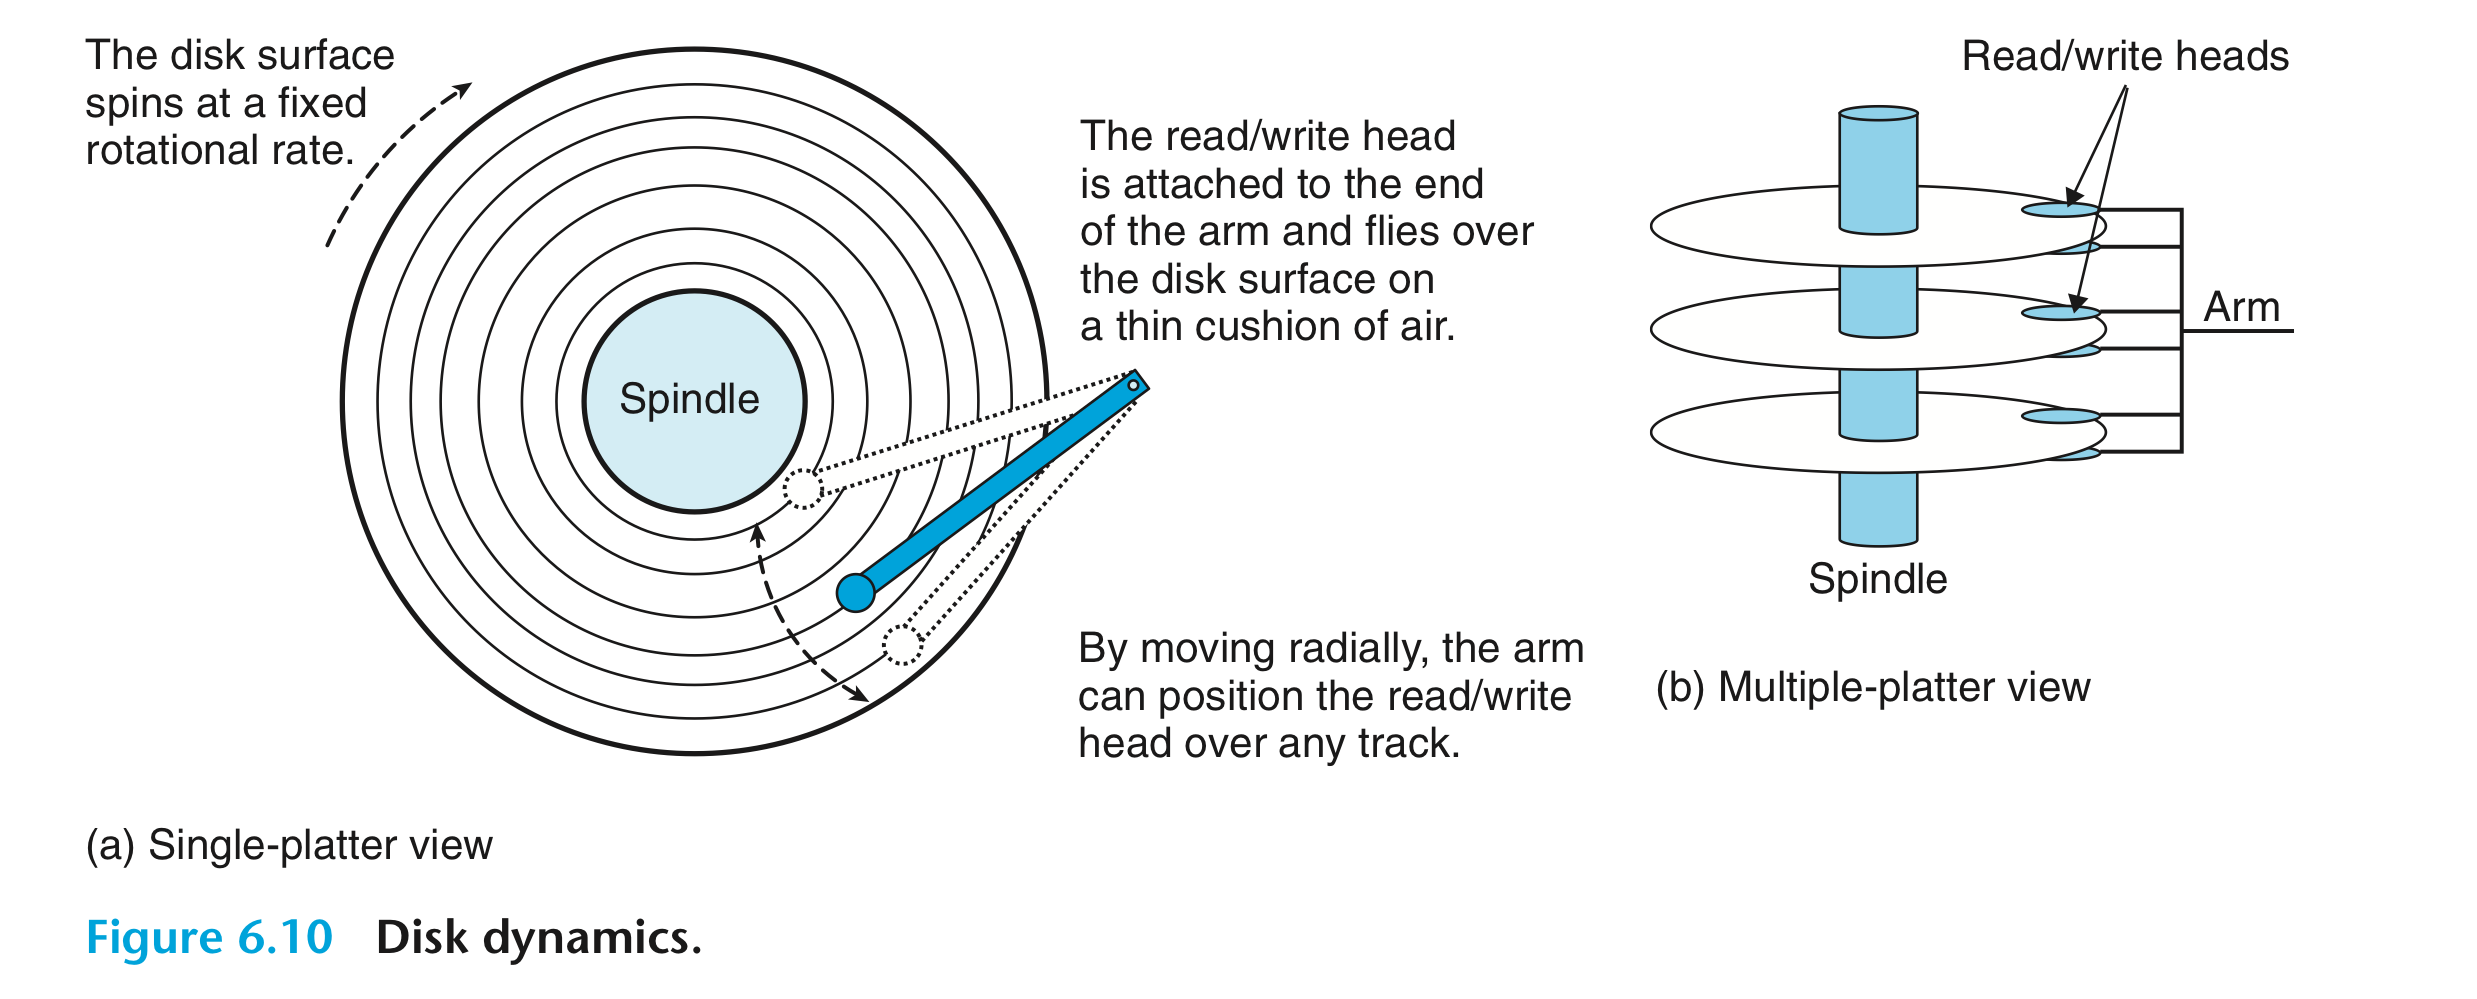 The disk surface
spins at a fixed
rotational rate.
Spindle
The read/write head
is attached to the end
of the arm and flies over
the disk surface on
a thin cushion of air.
By moving radially, the arm
can position the read/write
head over any track.
(a) Single-platter view
Read/write heads
Arm
Spindle
(b) Multiple-platter view
Figure 6.10 Disk dynamics.